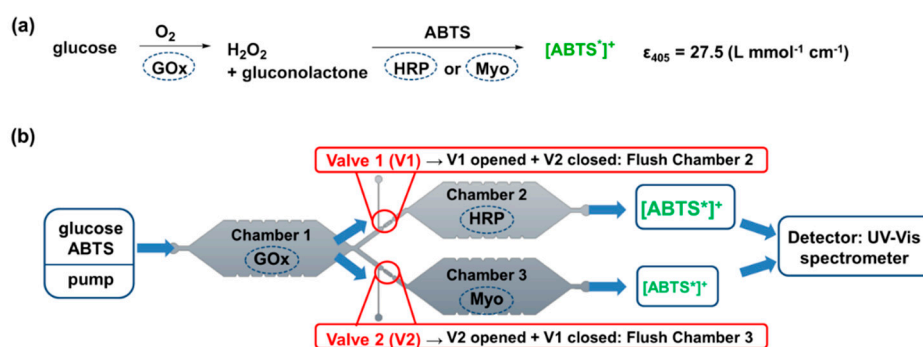 (a)
glucose O₂ GOx H₂O₂ + gluconolactone ABTS HRP or Myo [ABTS*]⁺ ε₄₀₅ = 27.5 (L mmol⁻¹ cm⁻¹)
(b)
Valve 1 (V1) → V1 opened + V2 closed: Flush Chamber 2
glucose
ABTS
pump
Chamber 1
GOx
Chamber 2
HRP
[ABTS*]⁺
Chamber 3
Myo
[ABTS*]⁺
Detector: UV-Vis
spectrometer
Valve 2 (V2) → V2 opened + V1 closed: Flush Chamber 3